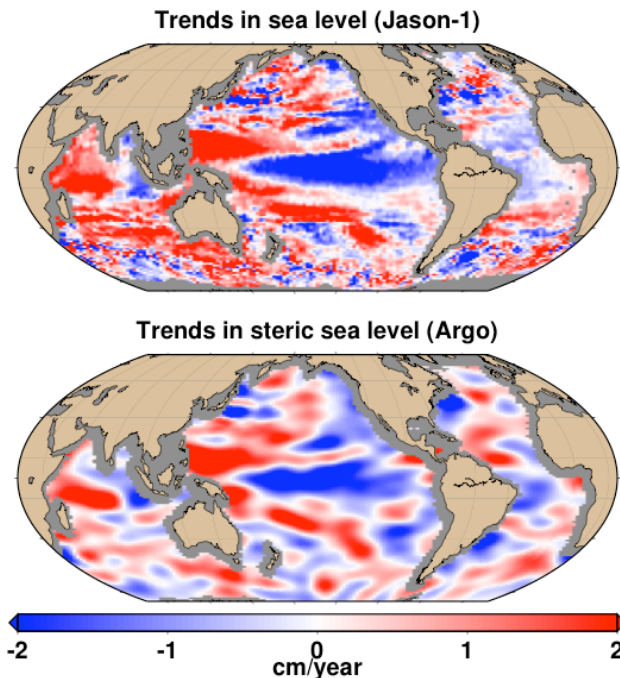 Trends in sea level (Jason-1)
Trends in steric sea level (Argo)
-2 -1 0 1 2
cm/year